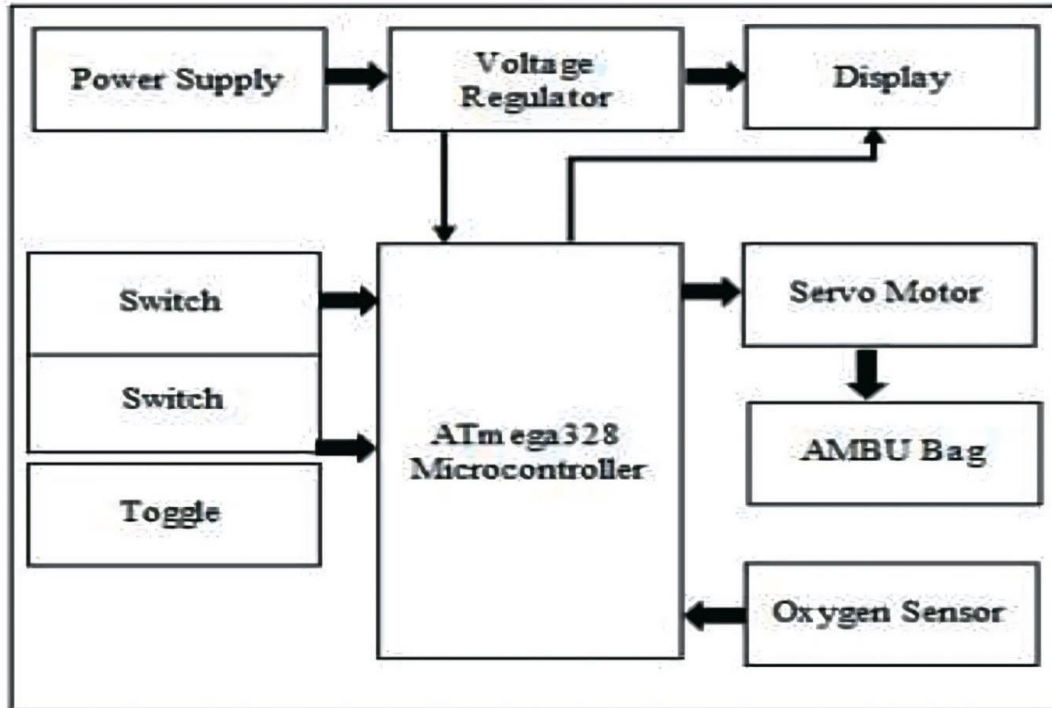 Power Supply
Voltage
Regulator
Display
Switch
Switch
Toggle
ATmega328
Microcontroller
Servo Motor
AMBU Bag
Oxygen Sensor